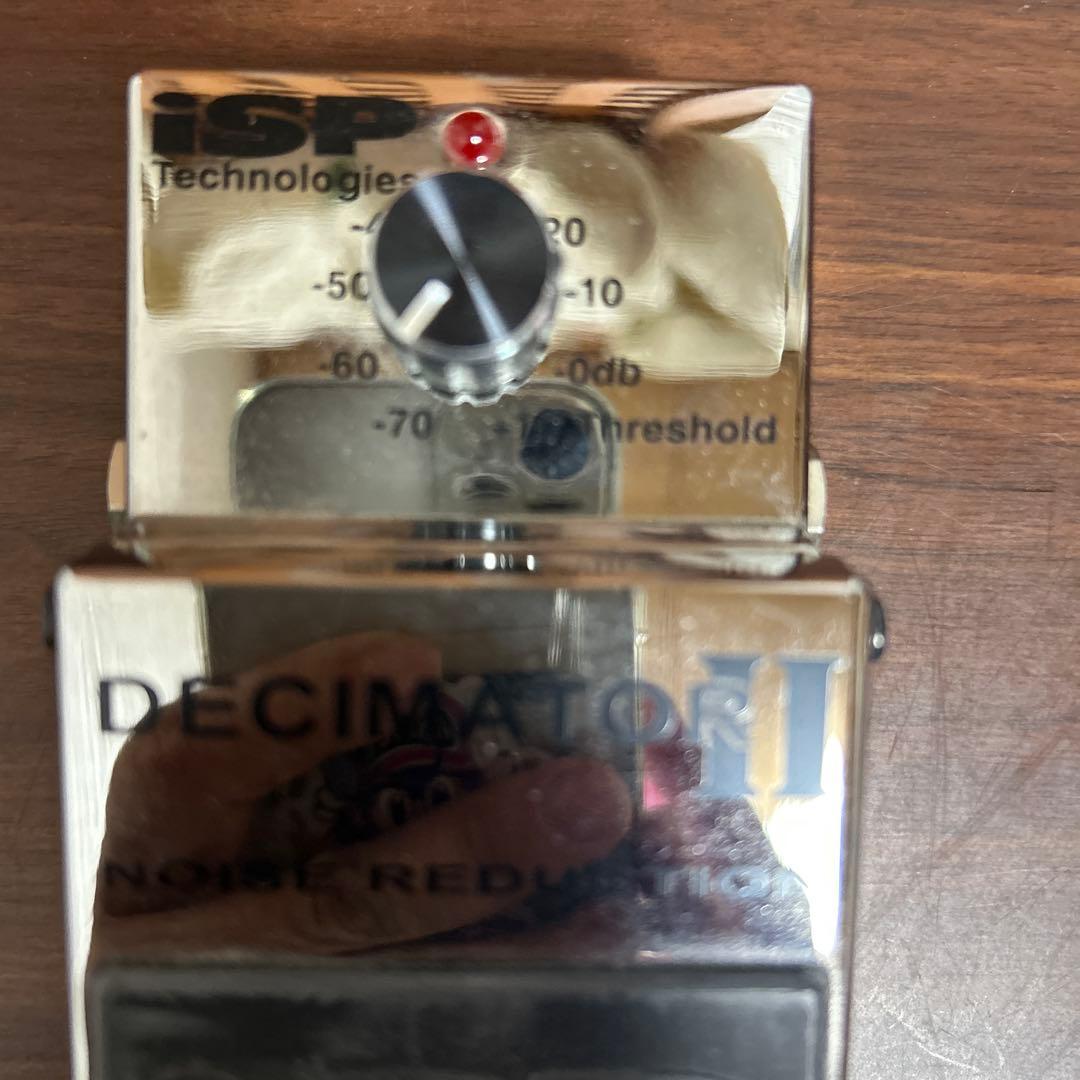 iSP
Technologies
20
-50 -10
-60 -0db
-70 Threshold
DECIMATOR II
NOISE REDUCTION